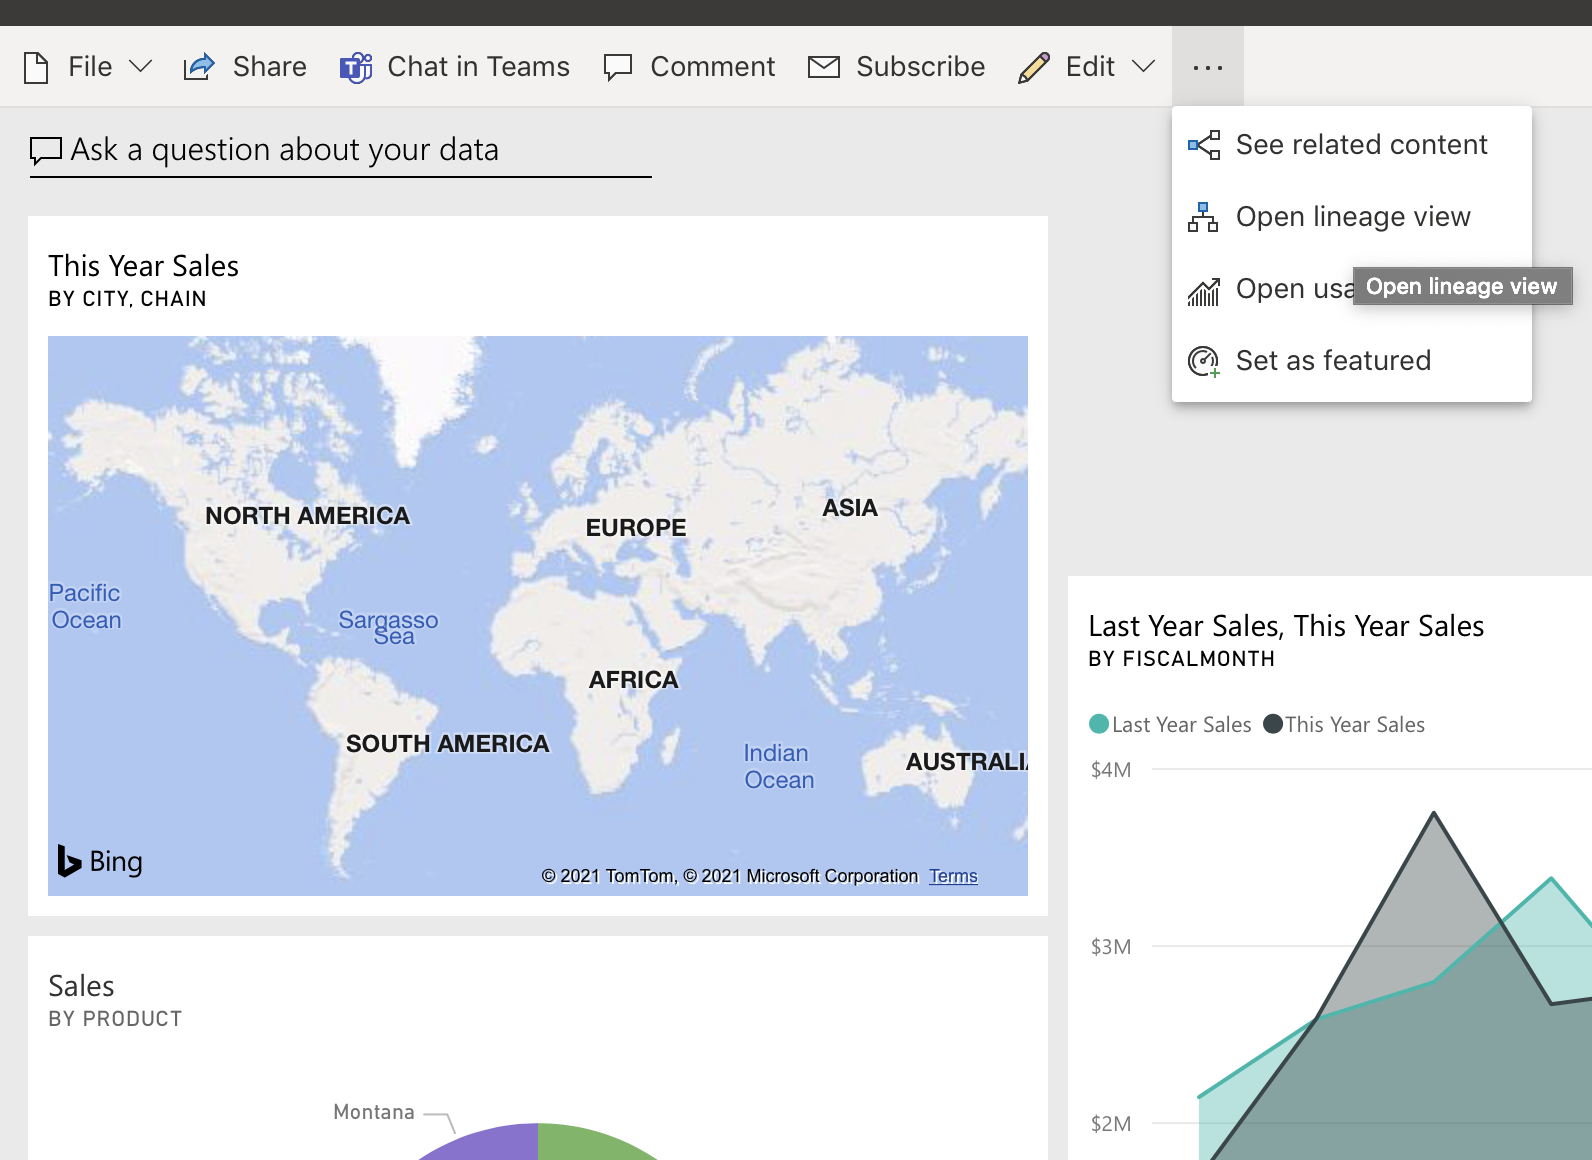 File
Share
Chat in Teams
Comment
Subscribe
Edit
...
See related content
Open lineage view
Open usa
Open lineage view
Set as featured
Ask a question about your data
This Year Sales
BY CITY, CHAIN
NORTH AMERICA
EUROPE
ASIA
Pacific
Ocean
Sargasso
Sea
AFRICA
SOUTH AMERICA
Indian
Ocean
AUSTRALI
Bing
© 2021 TomTom, © 2021 Microsoft Corporation Terms
Last Year Sales, This Year Sales
BY FISCALMONTH
Last Year Sales This Year Sales
$4M
$3M
$2M
Sales
BY PRODUCT
Montana